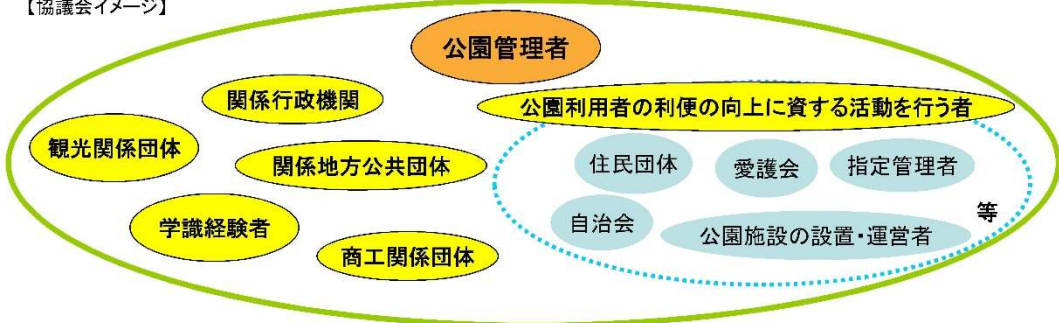 【協議会イメージ】
公園管理者
関係行政機関
公園利用者の利便の向上に資する活動を行う者
観光関係団体
関係地方公共団体
住民団体
愛護会
指定管理者
学識経験者
自治会
等
公園施設の設置・運営者
商工関係団体